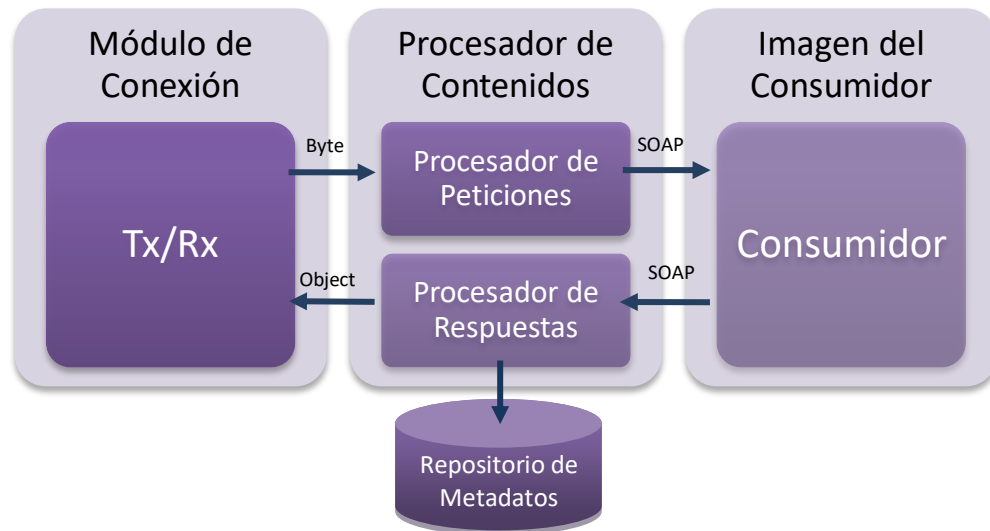 Módulo de
Conexión
Procesador de
Contenidos
Imagen del
Consumidor
Tx/Rx
Byte
Procesador de
Peticiones
SOAP
Consumidor
Object
Procesador de
Respuestas
SOAP
Repositorio de
Metadatos